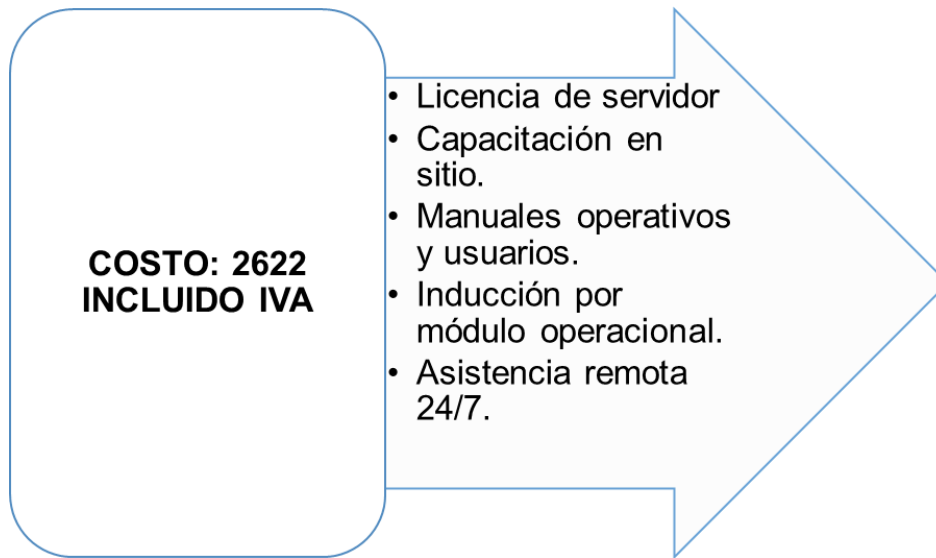 COSTO: 2622
INCLUIDO IVA
• Licencia de servidor
• Capacitación en
sitio.
• Manuales operativos
y usuarios.
• Inducción por
módulo operacional.
• Asistencia remota
24/7.